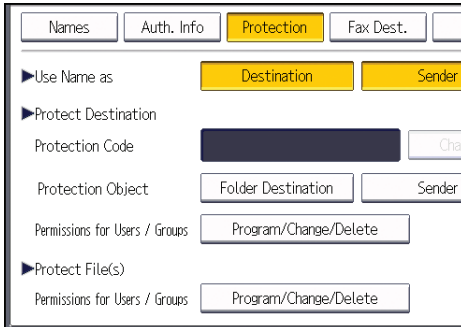 Names Auth. Info Protection Fax Dest.
▶Use Name as Destination Sender
▶Protect Destination
Protection Code Cha
Protection Object Folder Destination Sender
Permissions for Users / Groups Program/Change/Delete
▶Protect File(s)
Permissions for Users / Groups Program/Change/Delete